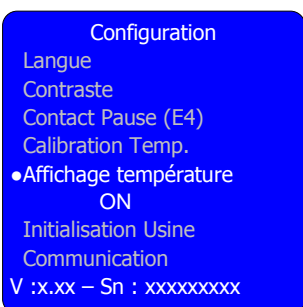 Configuration
Langue
Contraste
Contact Pause (E4)
Calibration Temp.
●Affichage température
ON
Initialisation Usine
Communication
V :x.xx – Sn : xxxxxxxxx